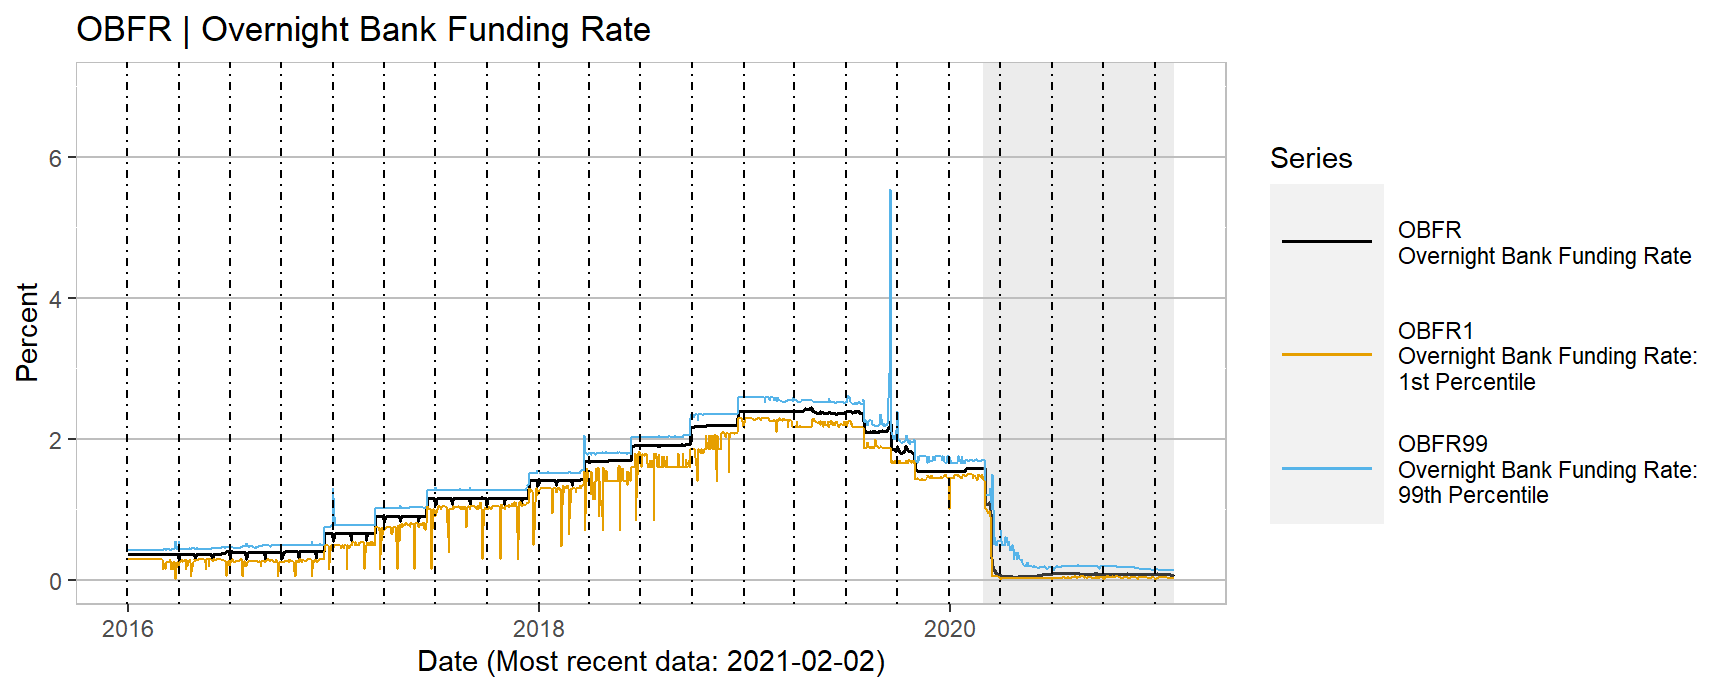 OBFR | Overnight Bank Funding Rate
Percent
6
4
2
0
2016
2018
2020
Date (Most recent data: 2021-02-02)
Series
OBFR
Overnight Bank Funding Rate
OBFR1
Overnight Bank Funding Rate:
1st Percentile
OBFR99
Overnight Bank Funding Rate:
99th Percentile